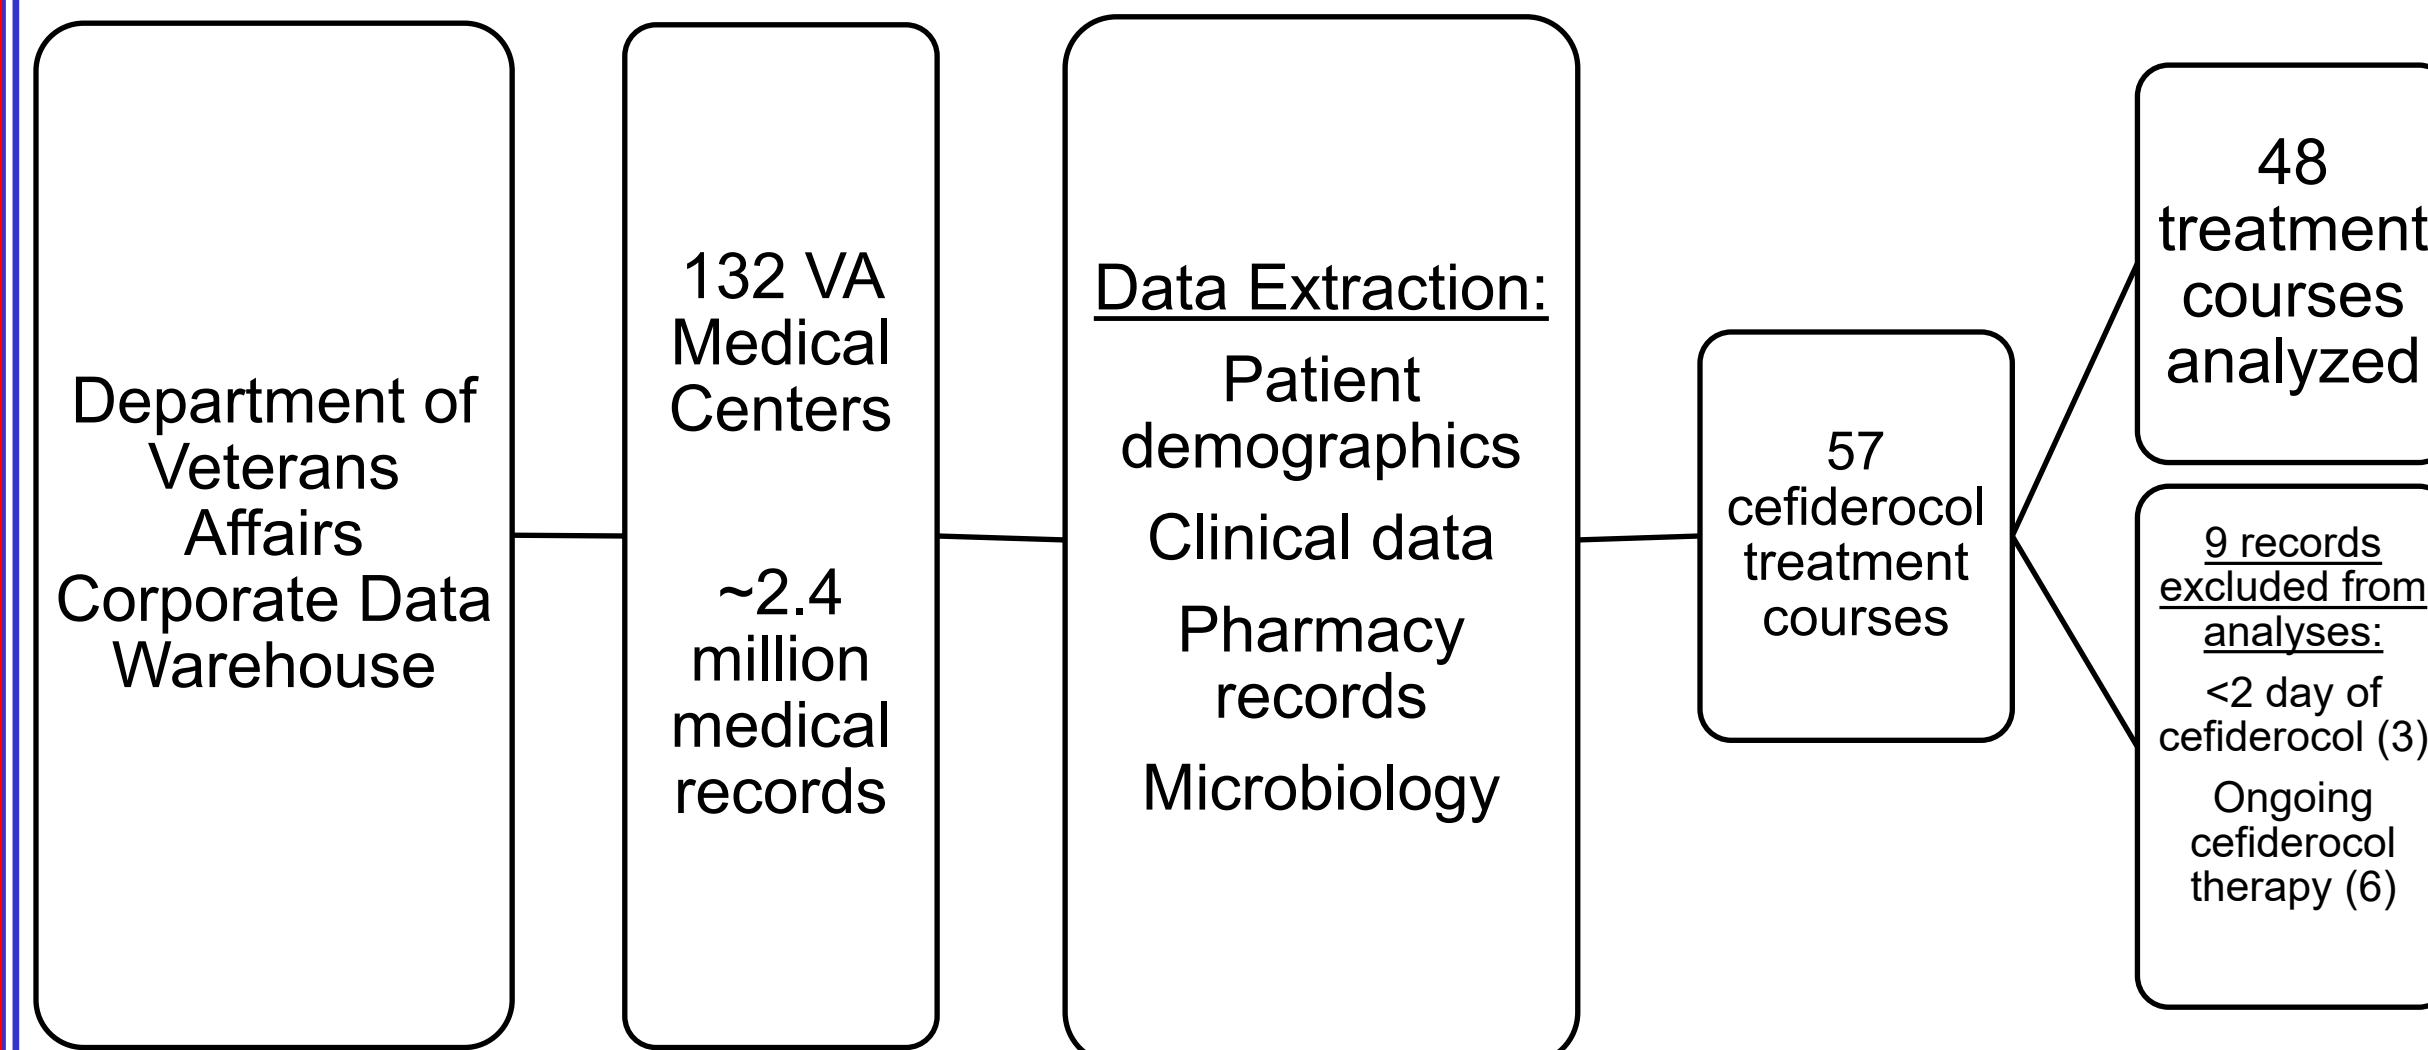 Department of
Veterans
Affairs
Corporate Data
Warehouse
132 VA
Medical
Centers
~2.4
million
medical
records
Data Extraction:
Patient
demographics
Clinical data
Pharmacy
records
Microbiology
57
cefiderocol
treatment
courses
48
treatment
courses
analyzed
9 records
excluded from
analyses:
<2 day of
cefiderocol (3)
Ongoing
cefiderocol
therapy (6)